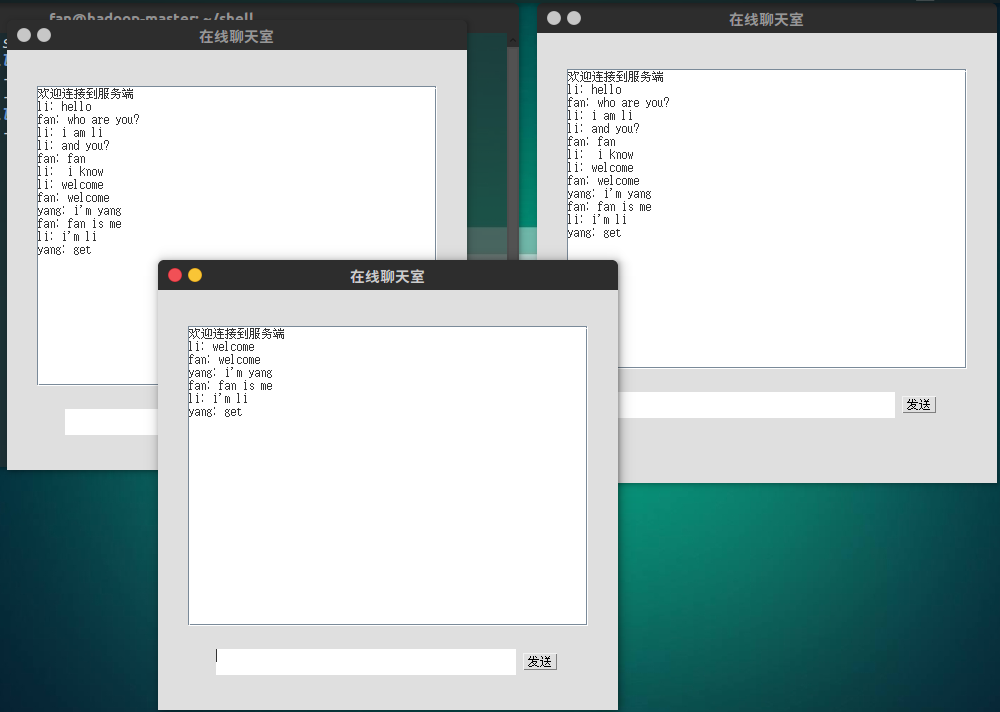 fan@hadoop-master: ~/shell
在线聊天室
欢迎连接到服务端
li: hello
fan: who are you?
li: i am li
li: and you?
fan: fan
li:  i know
li: welcome
fan: welcome
yang: i'm yang
fan: fan is me
li: i'm li
yang: get
在线聊天室
欢迎连接到服务端
li: hello
fan: who are you?
li: i am li
li: and you?
fan: fan
li:  i know
li: welcome
fan: welcome
yang: i'm yang
fan: fan is me
li: i'm li
yang: get
发送
在线聊天室
欢迎连接到服务端
li: welcome
fan: welcome
yang: i'm yang
fan: fan is me
li: i'm li
yang: get
发送